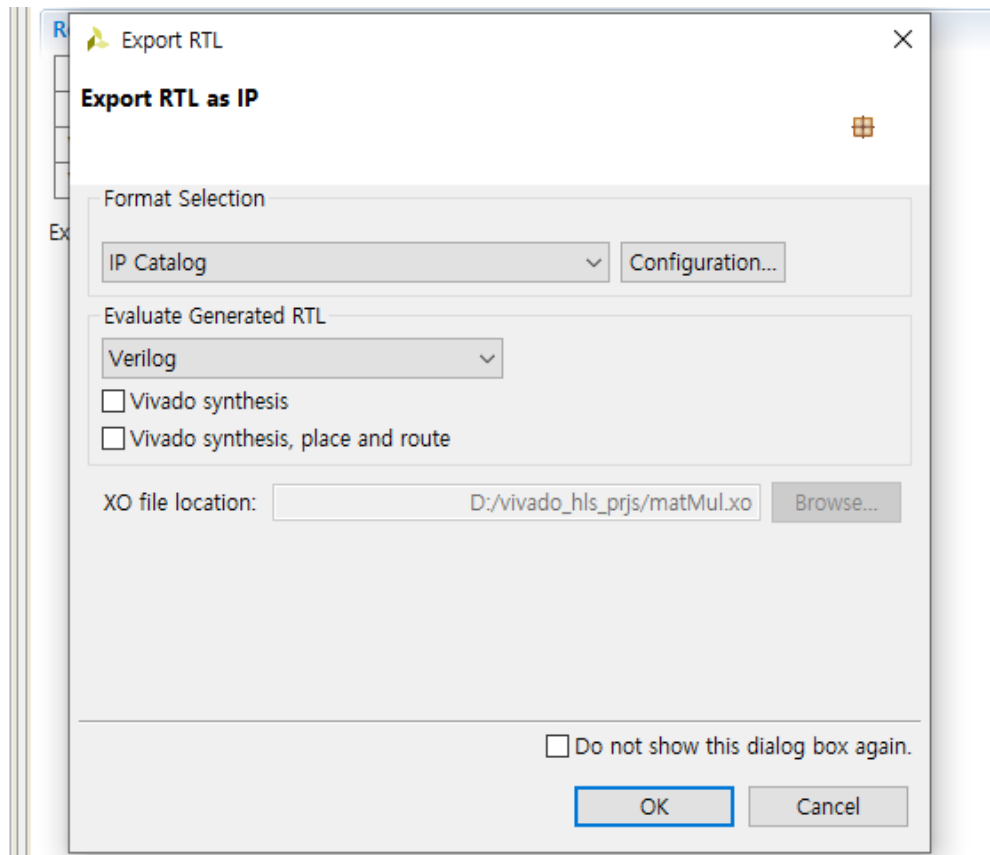 R
Export RTL
Export RTL as IP
Ex
Format Selection
IP Catalog
Configuration...
Evaluate Generated RTL
Verilog
Vivado synthesis
Vivado synthesis, place and route
XO file location:
D:/vivado_hls_prjs/matMul.xo
Browse...
Do not show this dialog box again.
OK
Cancel